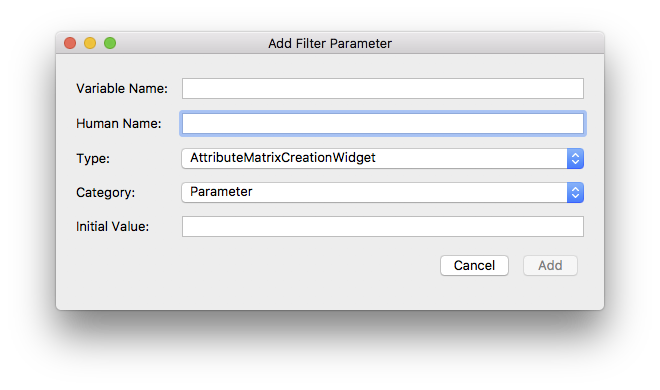 Add Filter Parameter
Variable Name:
Human Name:
Type: AttributeMatrixCreationWidget
Category: Parameter
Initial Value:
Cancel Add